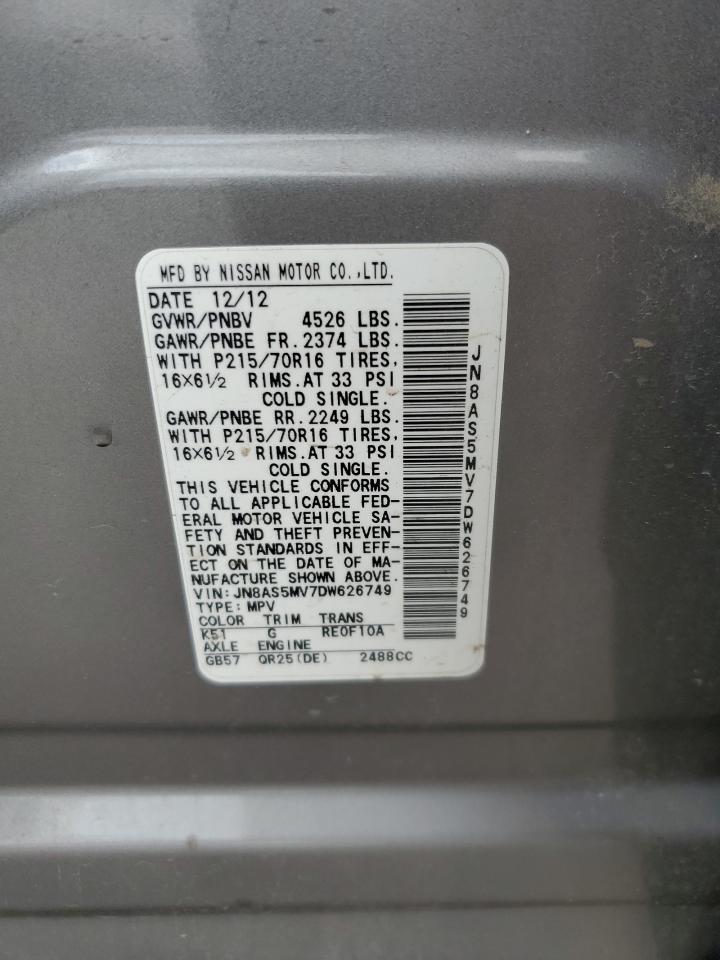 MFD BY NISSAN MOTOR CO.,LTD.
DATE 12/12
GVWR/PNBV 4526 LBS.
GAWR/PNBE FR.2374 LBS.
WITH P215/70R16 TIRES,
16X6½ RIMS.AT 33 PSI
COLD SINGLE.
GAWR/PNBE RR.2249 LBS.
WITH P215/70R16 TIRES,
16X6½ RIMS.AT 33 PSI
COLD SINGLE.
THIS VEHICLE CONFORMS
TO ALL APPLICABLE FED-
ERAL MOTOR VEHICLE SA-
FETY AND THEFT PREVEN-
TION STANDARDS IN EFF-
ECT ON THE DATE OF MA-
NUFACTURE SHOWN ABOVE.
VIN:JN8AS5MV7DW626749
TYPE:MPV
COLOR TRIM TRANS
K51 G RE0F10A
AXLE ENGINE
GB57 QR25(DE) 2488CC
JN8AS5MV7DW626749